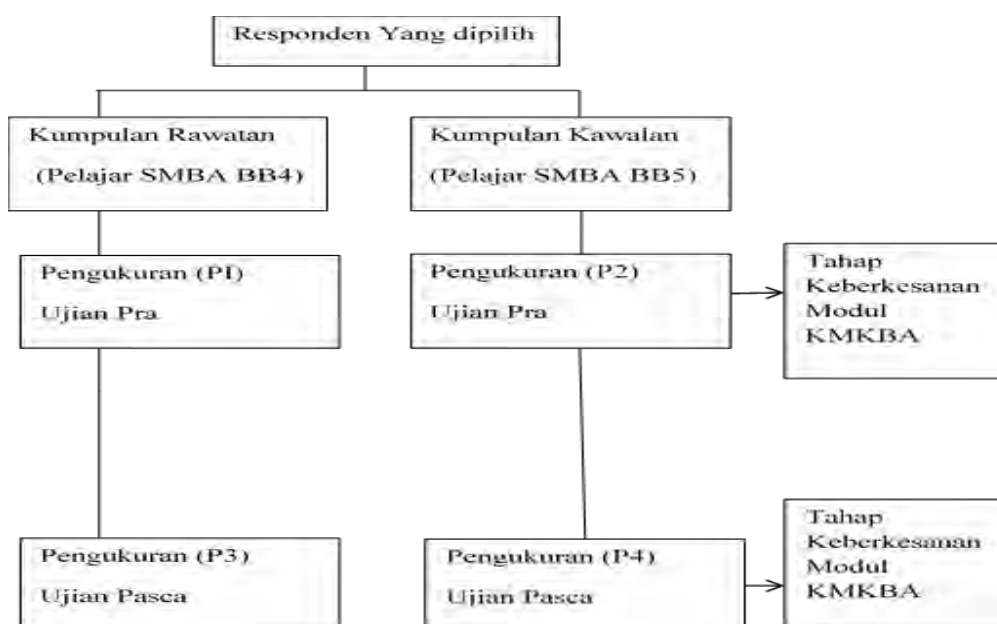 Responden Yang dipilih
Kumpulan Rawatan
(Pelajar SMBA BB4)
Kumpulan Kawalan
(Pelajar SMBA BB5)
Pengukuran (PI)
Ujian Pra
Pengukuran (P2)
Ujian Pra
Tahap
Keberkesanan
Modul
KMKBA
Pengukuran (P3)
Ujian Pasca
Pengukuran (P4)
Ujian Pasca
Tahap
Keberkesanan
Modul
KMKBA